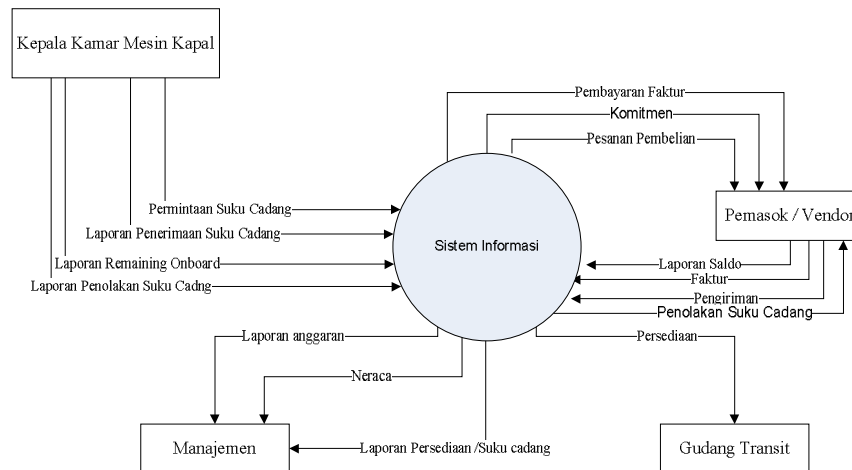 Kepala Kamar Mesin Kapal
Pembayaran Faktur
Komitmen
Pesanan Pembelian
Permintaan Suku Cadang
Laporan Penerimaan Suku Cadang
Laporan Remaining Onboard
Laporan Penolakan Suku Cadng
Sistem Informasi
Pemasok / Vendor
Laporan Saldo
Faktur
Pengiriman
Penolakan Suku Cadang
Laporan anggaran
Persediaan
Neraca
Manajemen
Laporan Persediaan /Suku cadang
Gudang Transit